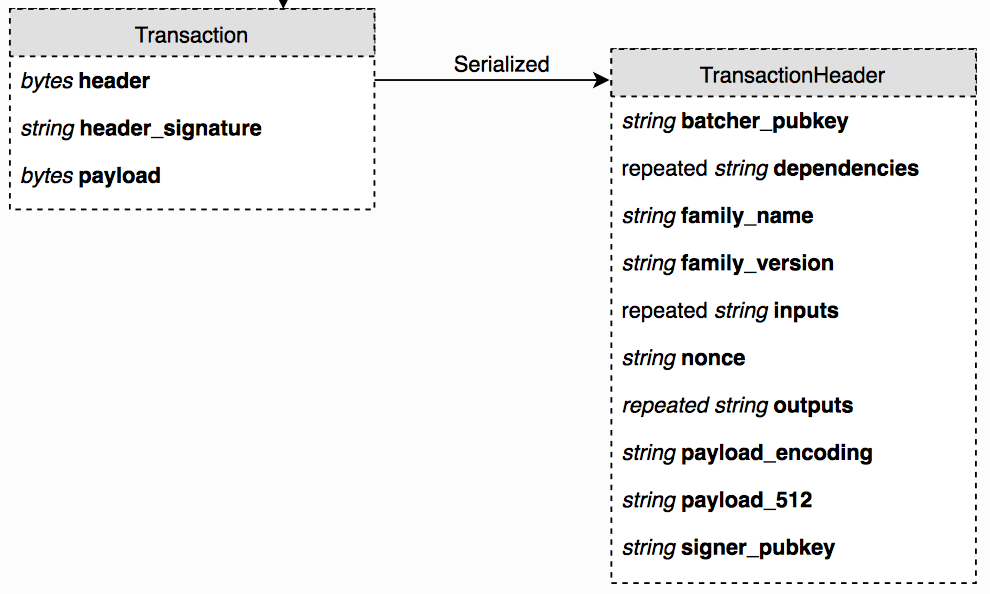 Transaction
bytes header
string header_signature
bytes payload
Serialized
TransactionHeader
string batcher_pubkey
repeated string dependencies
string family_name
string family_version
repeated string inputs
string nonce
repeated string outputs
string payload_encoding
string payload_512
string signer_pubkey